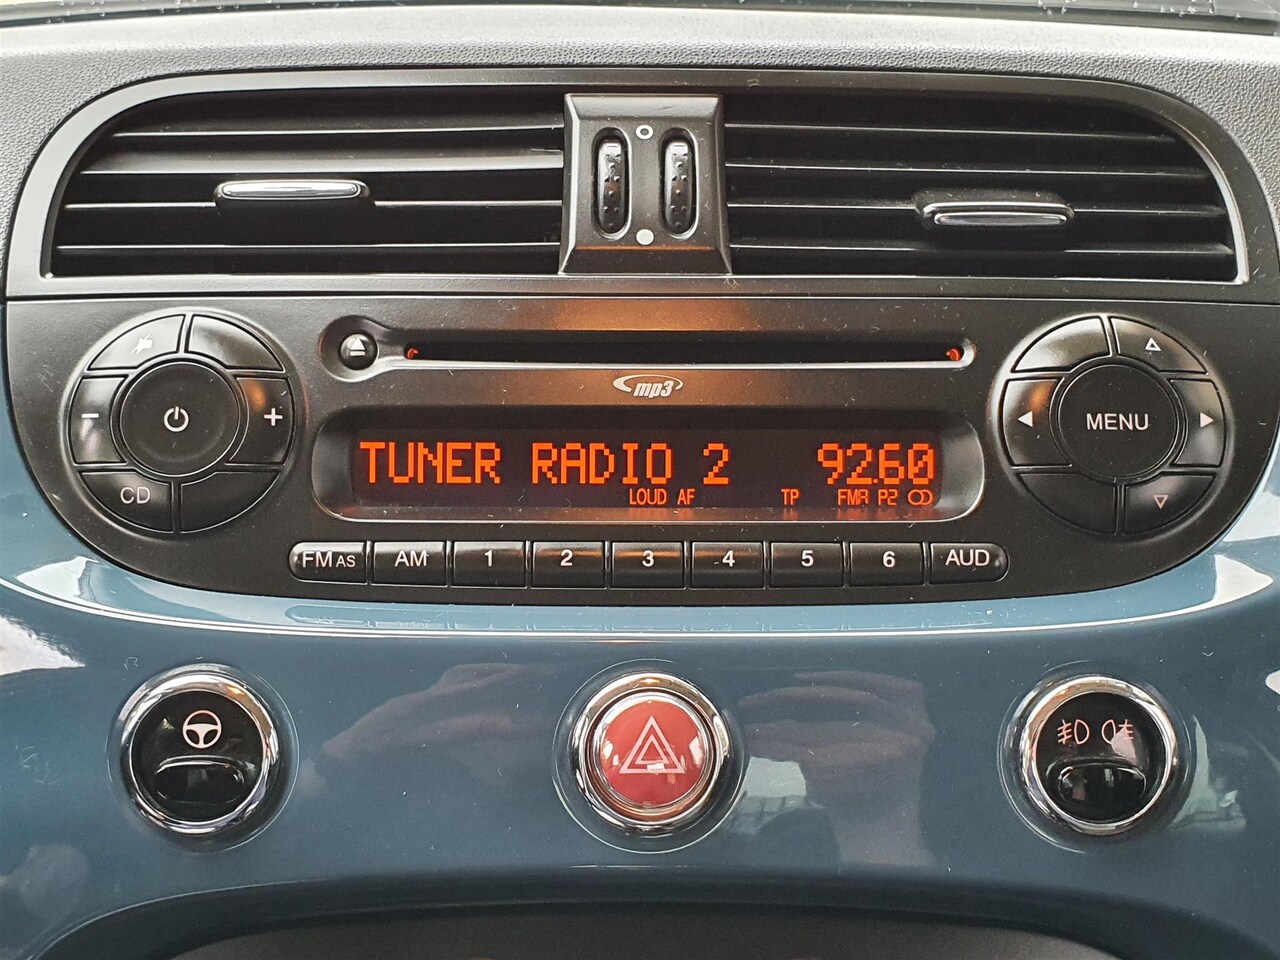 mp3
TUNER RADIO 2 92.60
LOUD AF TP FMR P2
MENU
CD
FM AS AM 1 2 3 4 5 6 AUD